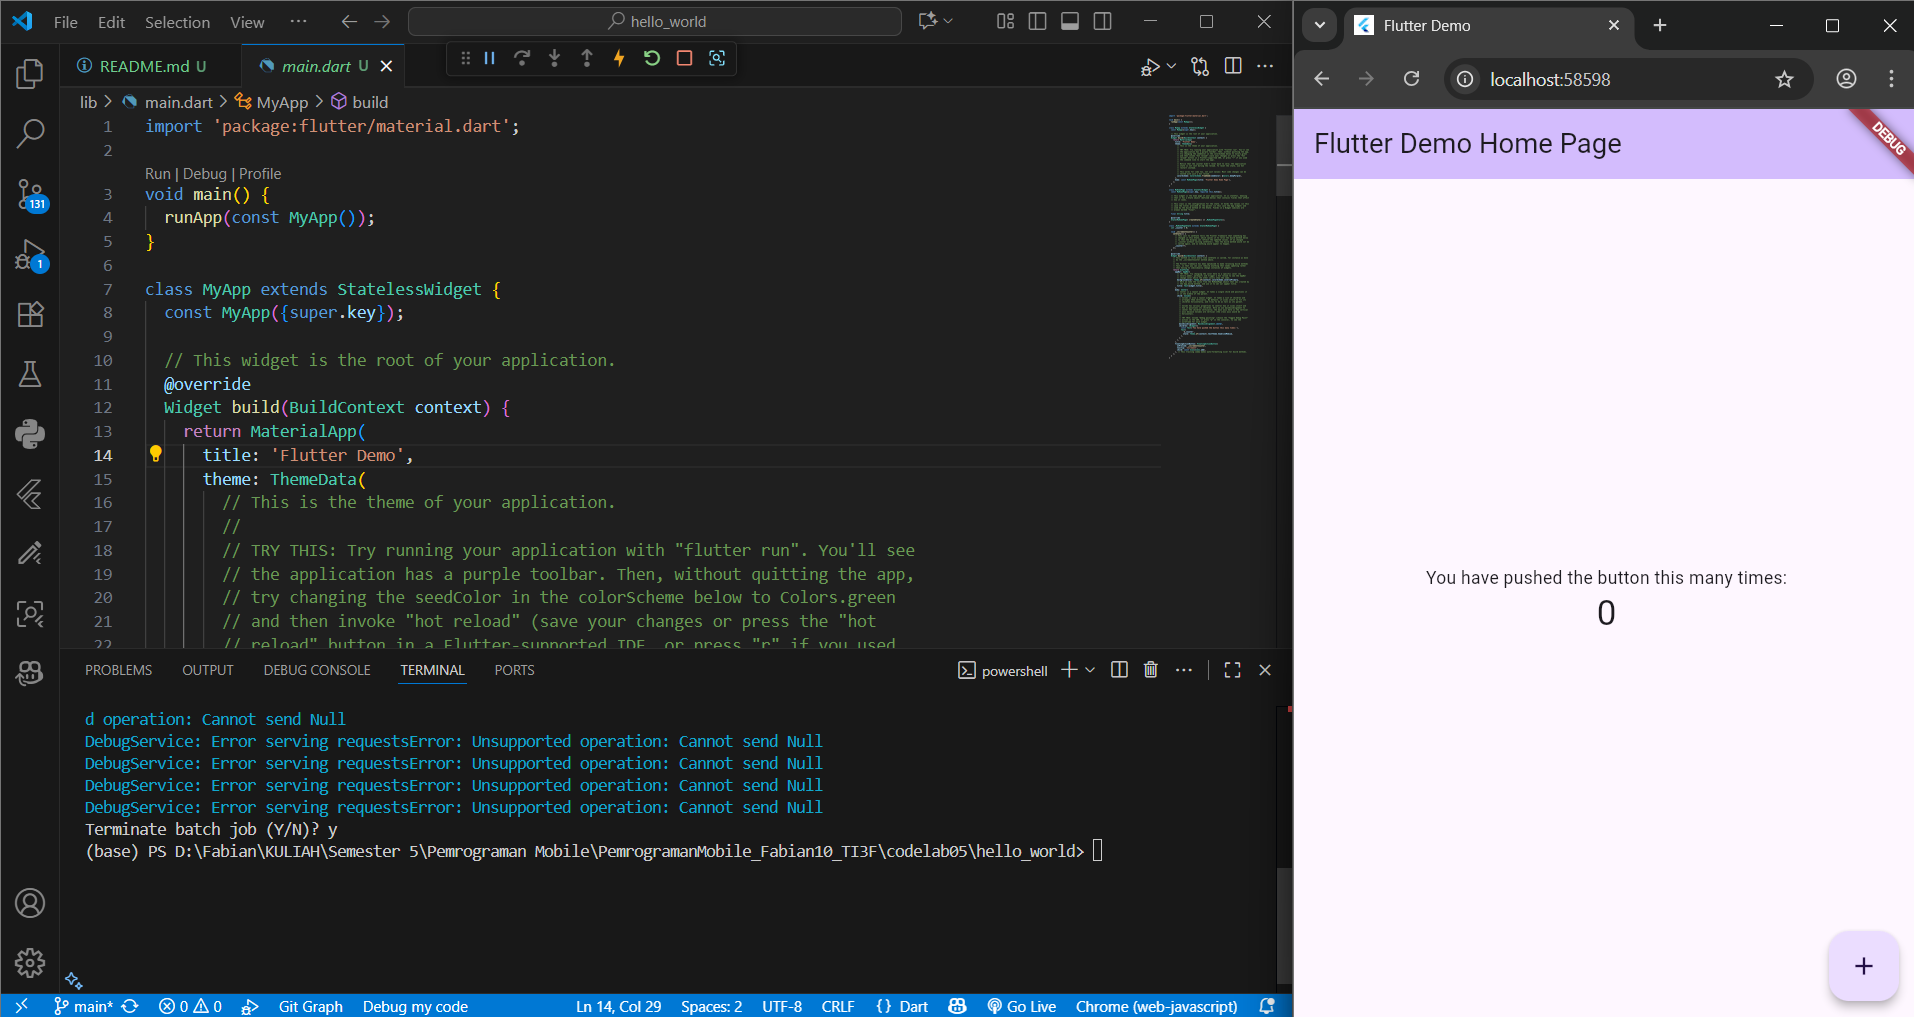 File Edit Selection View ··· hello_world
README.md U main.dart U
lib > main.dart > MyApp > build
1 import 'package:flutter/material.dart';
2
Run | Debug | Profile
3 void main() {
4 runApp(const MyApp());
5 }
6
7 class MyApp extends StatelessWidget {
8 const MyApp({super.key});
9
10 // This widget is the root of your application.
11 @override
12 Widget build(BuildContext context) {
13 return MaterialApp(
14 title: 'Flutter Demo',
15 theme: ThemeData(
16 // This is the theme of your application.
17 //
18 // TRY THIS: Try running your application with "flutter run". You'll see
19 // the application has a purple toolbar. Then, without quitting the app,
20 // try changing the seedColor in the colorScheme below to Colors.green
21 // and then invoke "hot reload" (save your changes or press the "hot
22 // reload" button in a Flutter-supported IDE, or press "r" if you used
131
1
PROBLEMS OUTPUT DEBUG CONSOLE TERMINAL PORTS powershell
d operation: Cannot send Null
DebugService: Error serving requestsError: Unsupported operation: Cannot send Null
DebugService: Error serving requestsError: Unsupported operation: Cannot send Null
DebugService: Error serving requestsError: Unsupported operation: Cannot send Null
DebugService: Error serving requestsError: Unsupported operation: Cannot send Null
Terminate batch job (Y/N)? y
(base) PS D:\Fabian\KULIAH\Semester 5\Pemrograman Mobile\PemrogramanMobile_Fabian10_TI3F\codelab05\hello_world>
main* 0 0 Git Graph Debug my code Ln 14, Col 29 Spaces: 2 UTF-8 CRLF {} Dart Go Live Chrome (web-javascript)
Flutter Demo
localhost:58598
Flutter Demo Home Page
DEBUG
You have pushed the button this many times:
0
+